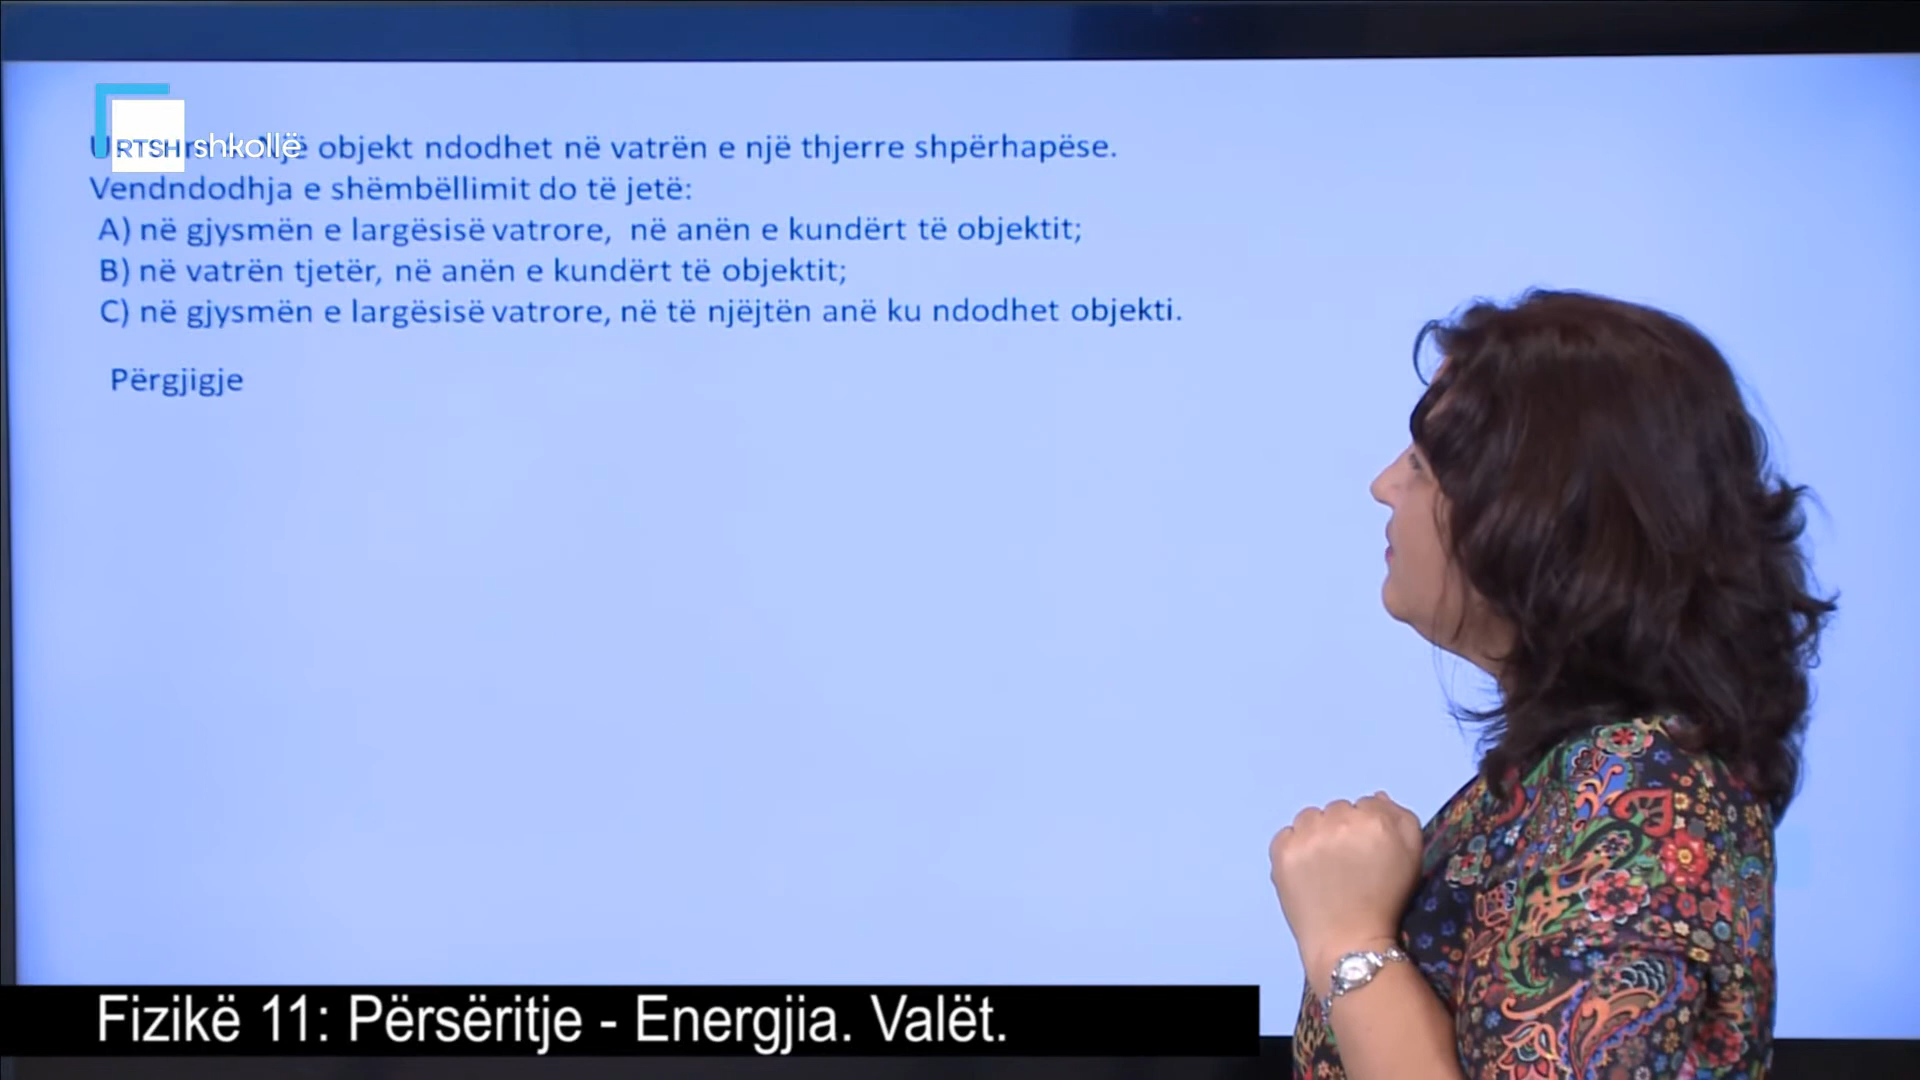 RTSH shkollë
objekt ndodhet në vatrën e një thjerre shpërhapëse.
Vendndodhja e shëmbëllimit do të jetë:
A) në gjysmën e largësisë vatrore, në anën e kundërt të objektit;
B) në vatrën tjetër, në anën e kundërt të objektit;
C) në gjysmën e largësisë vatrore, në të njëjtën anë ku ndodhet objekti.
Përgjigje
Fizikë 11: Përsëritje - Energjia. Valët.